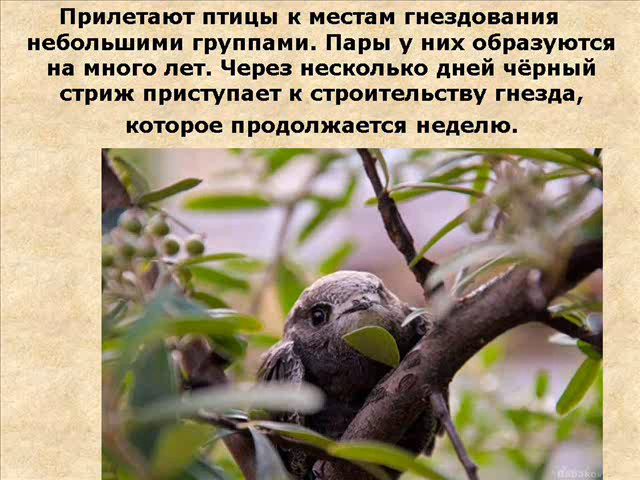 Прилетают птицы к местам гнездования
небольшими группами. Пары у них образуются
на много лет. Через несколько дней чёрный
стриж приступает к строительству гнезда,
которое продолжается неделю.